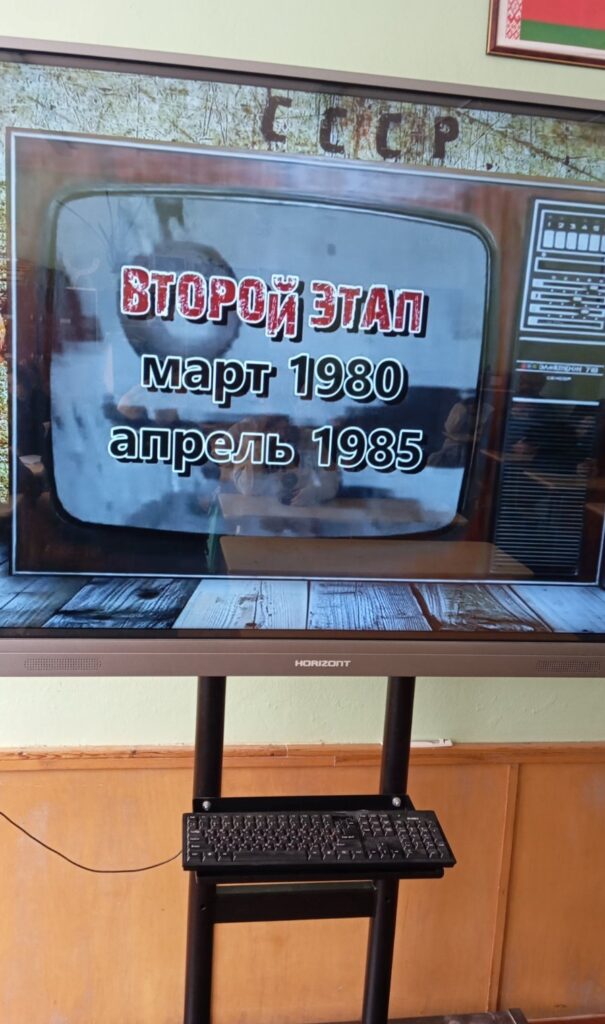 СССР
ВТОРОЙ ЭТАП
март 1980
апрель 1985
HORIZONT